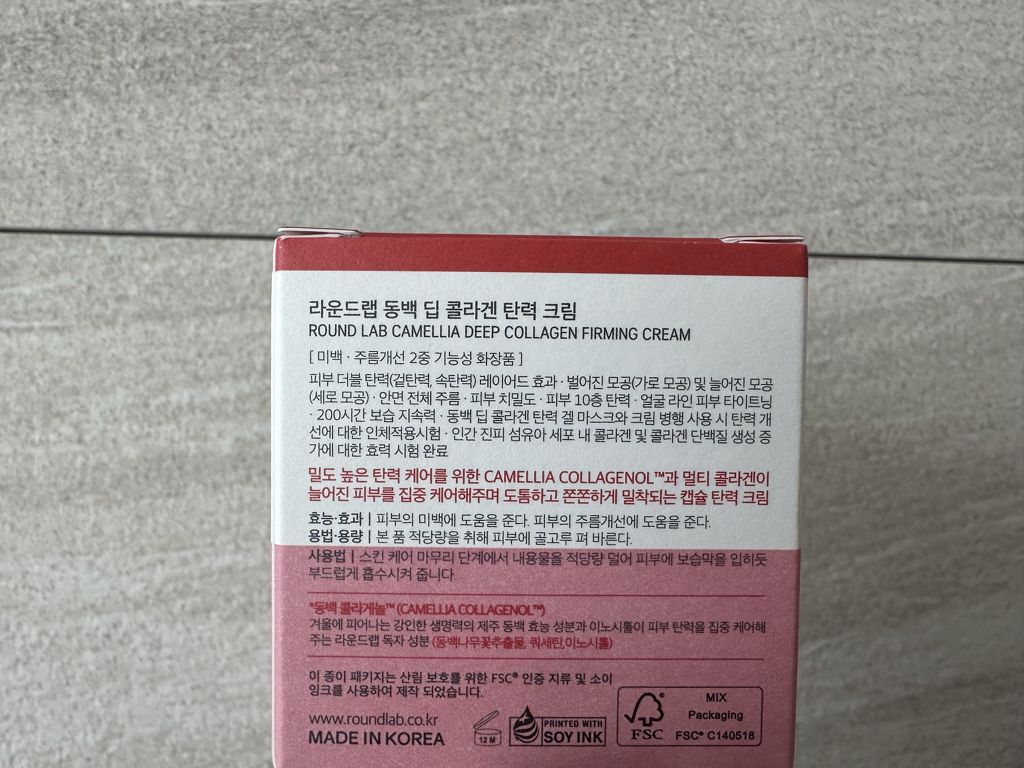 라운드랩 동백 딥 콜라겐 탄력 크림
ROUND LAB CAMELLIA DEEP COLLAGEN FIRMING CREAM
[ 미백 · 주름개선 2중 기능성 화장품 ]
피부 더블 탄력(겉탄력, 속탄력) 레이어드 효과 · 벌어진 모공(가로 모공) 및 늘어진 모공
(세로 모공) · 안면 전체 주름 · 피부 치밀도 · 피부 10층 탄력 · 얼굴 라인 피부 타이트닝
· 200시간 보습 지속력 · 동백 딥 콜라겐 탄력 겔 마스크와 크림 병행 사용 시 탄력 개
선에 대한 인체적용시험 · 인간 진피 섬유아 세포 내 콜라겐 및 콜라겐 단백질 생성 증
가에 대한 효력 시험 완료
밀도 높은 탄력 케어를 위한 CAMELLIA COLLAGENOL™과 멀티 콜라겐이
늘어진 피부를 집중 케어해주며 도톰하고 쫀쫀하게 밀착되는 캡슐 탄력 크림
효능·효과 | 피부의 미백에 도움을 준다. 피부의 주름개선에 도움을 준다.
용법·용량 | 본 품 적당량을 취해 피부에 골고루 펴 바른다.
사용법 | 스킨 케어 마무리 단계에서 내용물을 적당량 덜어 피부에 보습막을 입히듯
부드럽게 흡수시켜 줍니다.
*동백 콜라게놀™ (CAMELLIA COLLAGENOL™)
겨울에 피어나는 강인한 생명력의 제주 동백 효능 성분과 이노시톨이 피부 탄력을 집중 케어해
주는 라운드랩 독자 성분 (동백나무꽃추출물, 쿼세틴,이노시톨)
이 종이 패키지는 산림 보호를 위한 FSC® 인증 지류 및 소이
잉크를 사용하여 제작 되었습니다.
www.roundlab.co.kr
MADE IN KOREA
12 M
PRINTED WITH
SOY INK
FSC
MIX
Packaging
FSC® C140516